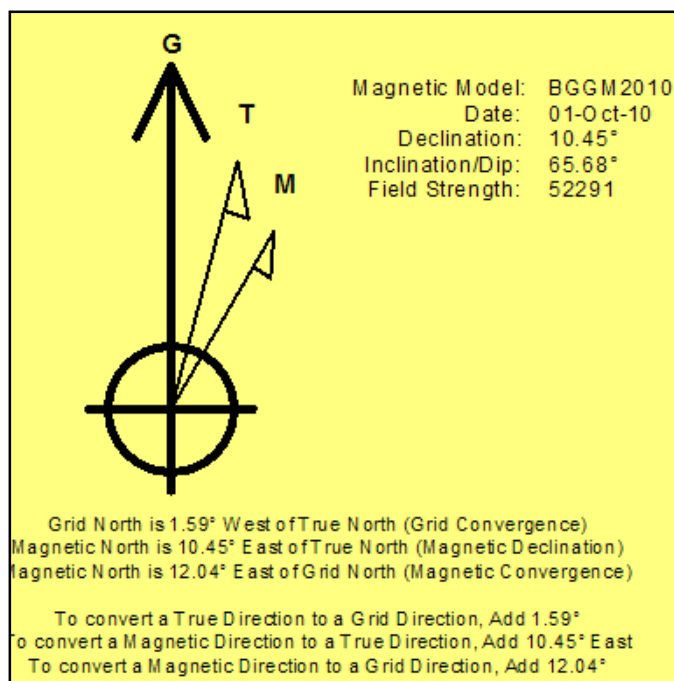 G
T
M
Magnetic Model: BGGM2010
Date: 01-Oct-10
Declination: 10.45°
Inclination/Dip: 65.68°
Field Strength: 52291
Grid North is 1.59° West of True North (Grid Convergence)
Magnetic North is 10.45° East of True North (Magnetic Declination)
Magnetic North is 12.04° East of Grid North (Magnetic Convergence)
To convert a True Direction to a Grid Direction, Add 1.59°
To convert a Magnetic Direction to a True Direction, Add 10.45° East
To convert a Magnetic Direction to a Grid Direction, Add 12.04°